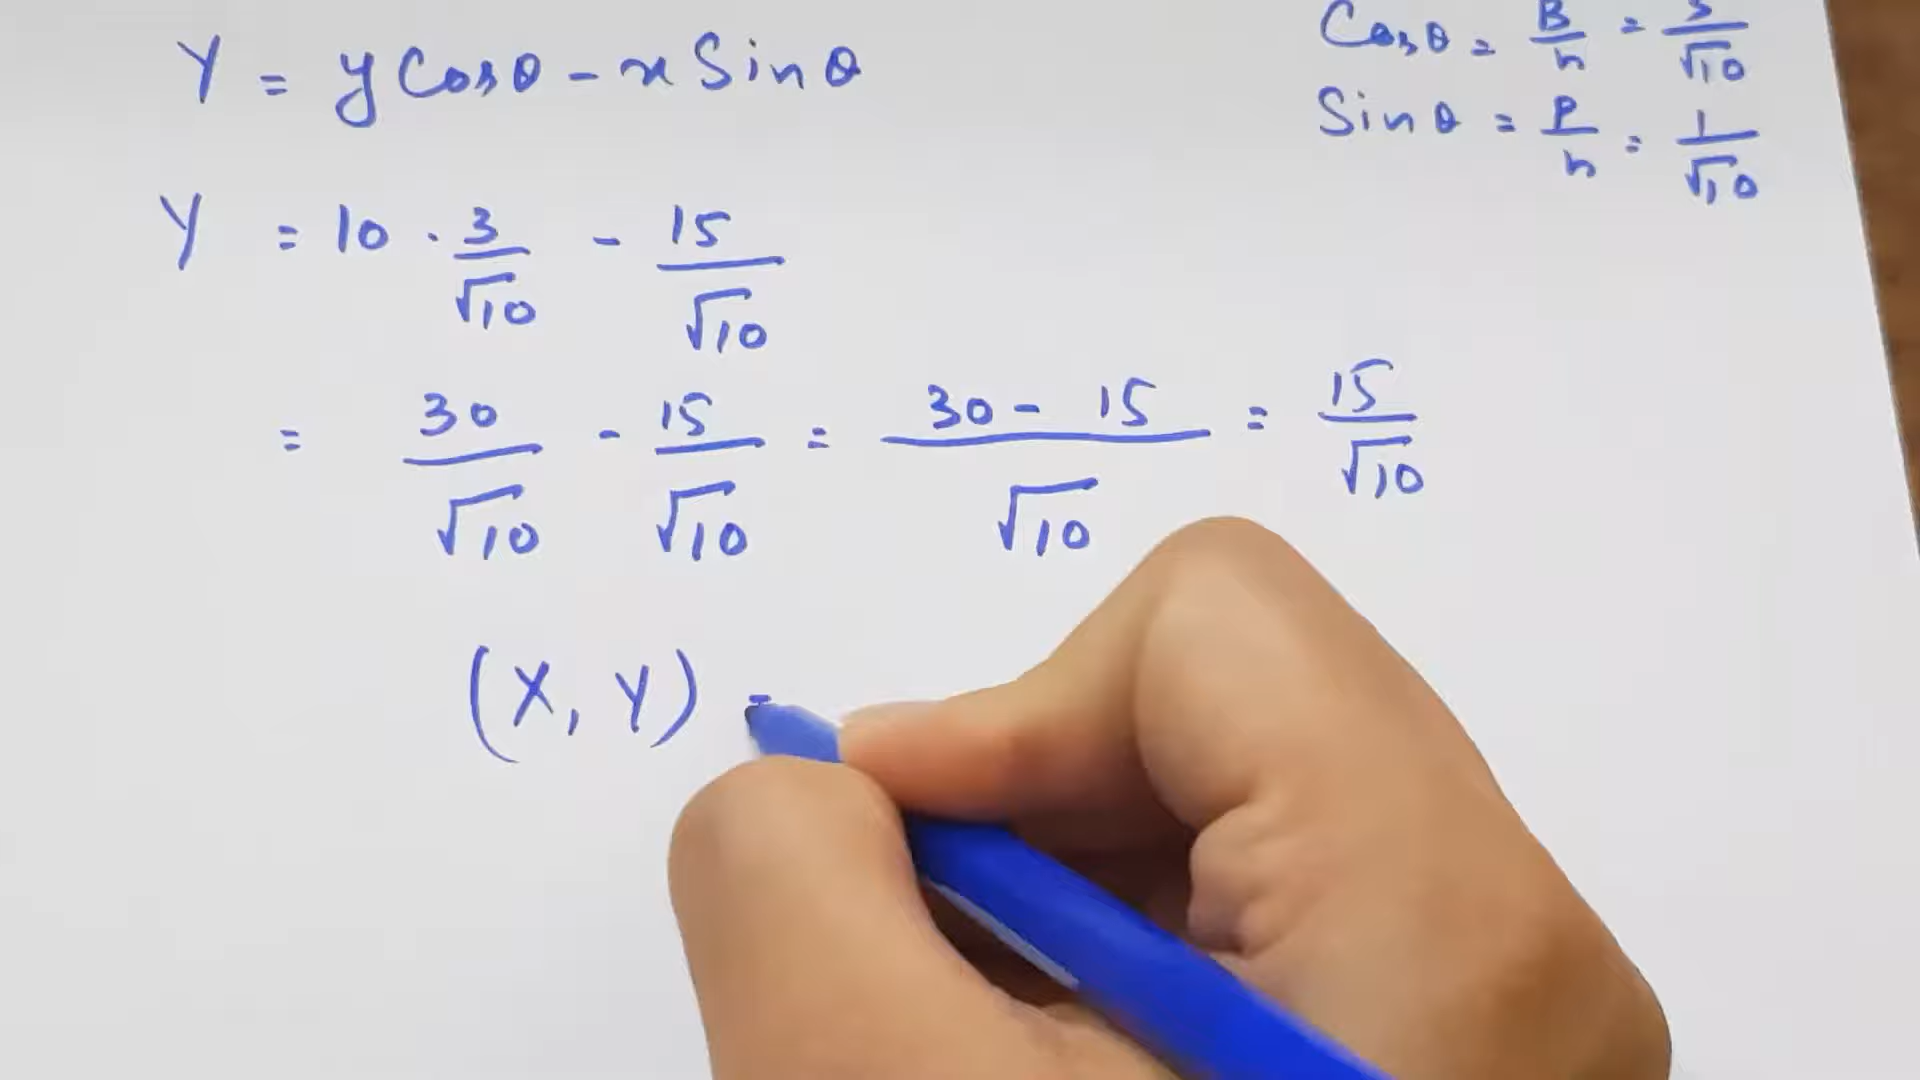 Y = y Cosθ - x Sinθ
Cosθ = B/h = 3/√10
Sinθ = P/h = 1/√10
Y = 10 · 3/√10 - 15/√10
= 30/√10 - 15/√10 = 30 - 15/√10 = 15/√10
(X, Y) =